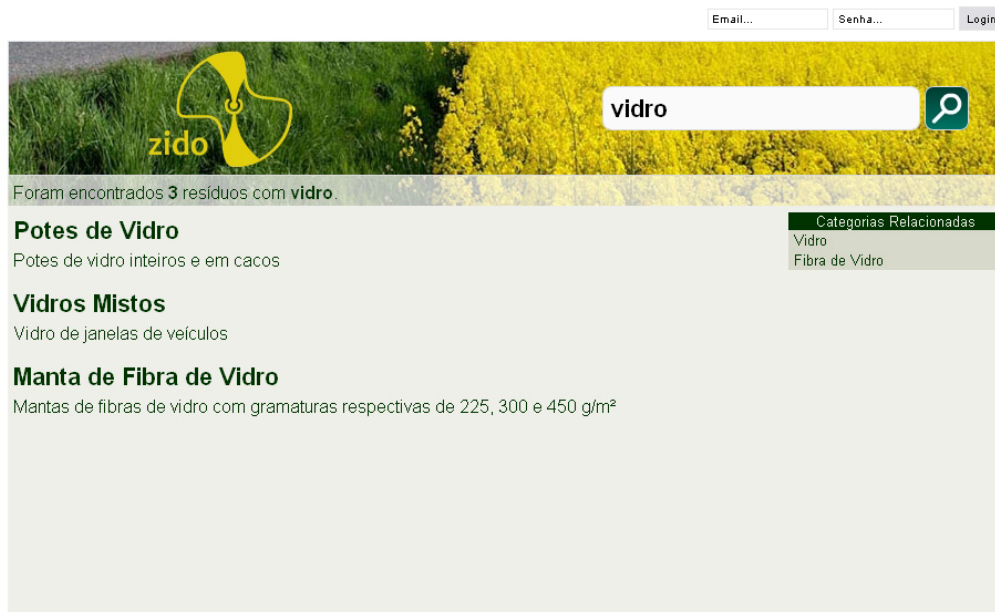 Email...
Senha...
Login
zido
vidro
Foram encontrados 3 resíduos com vidro.
Potes de Vidro
Potes de vidro inteiros e em cacos
Vidros Mistos
Vidro de janelas de veículos
Manta de Fibra de Vidro
Mantas de fibras de vidro com gramaturas respectivas de 225, 300 e 450 g/m²
Categorias Relacionadas
Vidro
Fibra de Vidro